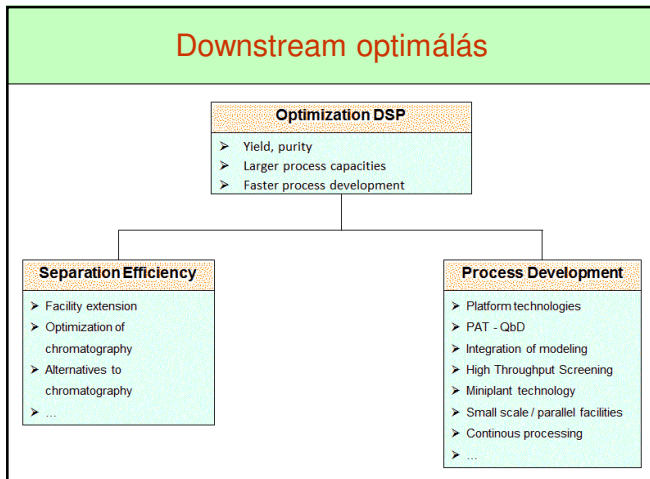 Downstream optimálás
Optimization DSP
➢ Yield, purity
➢ Larger process capacities
➢ Faster process development
Separation Efficiency
➢ Facility extension
➢ Optimization of
chromatography
➢ Alternatives to
chromatography
➢ ...
Process Development
➢ Platform technologies
➢ PAT - QbD
➢ Integration of modeling
➢ High Throughput Screening
➢ Miniplant technology
➢ Small scale / parallel facilities
➢ Continous processing
➢ ...